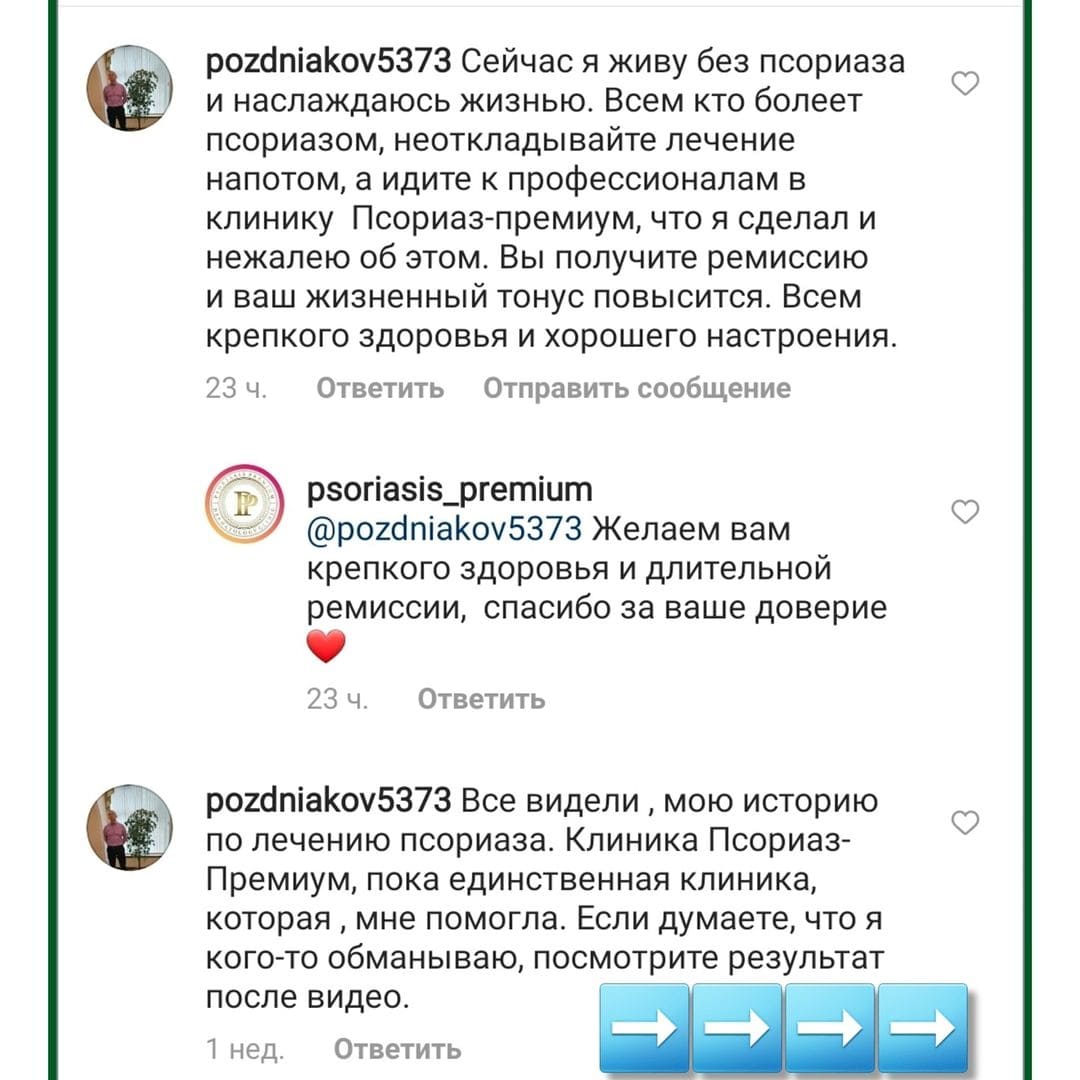 pozdniakov5373 Сейчас я живу без псориаза
и наслаждаюсь жизнью. Всем кто болеет
псориазом, неоткладывайте лечение
напотом, а идите к профессионалам в
клинику Псориаз-премиум, что я сделал и
нежалею об этом. Вы получите ремиссию
и ваш жизненный тонус повысится. Всем
крепкого здоровья и хорошего настроения.
23 ч. Ответить Отправить сообщение
psoriasis_premium
@pozdniakov5373 Желаем вам
крепкого здоровья и длительной
ремиссии, спасибо за ваше доверие
❤️
23 ч. Ответить
pozdniakov5373 Все видели , мою историю
по лечению псориаза. Клиника Псориаз-
Премиум, пока единственная клиника,
которая , мне помогла. Если думаете, что я
кого-то обманываю, посмотрите результат
после видео.
1 нед. Ответить